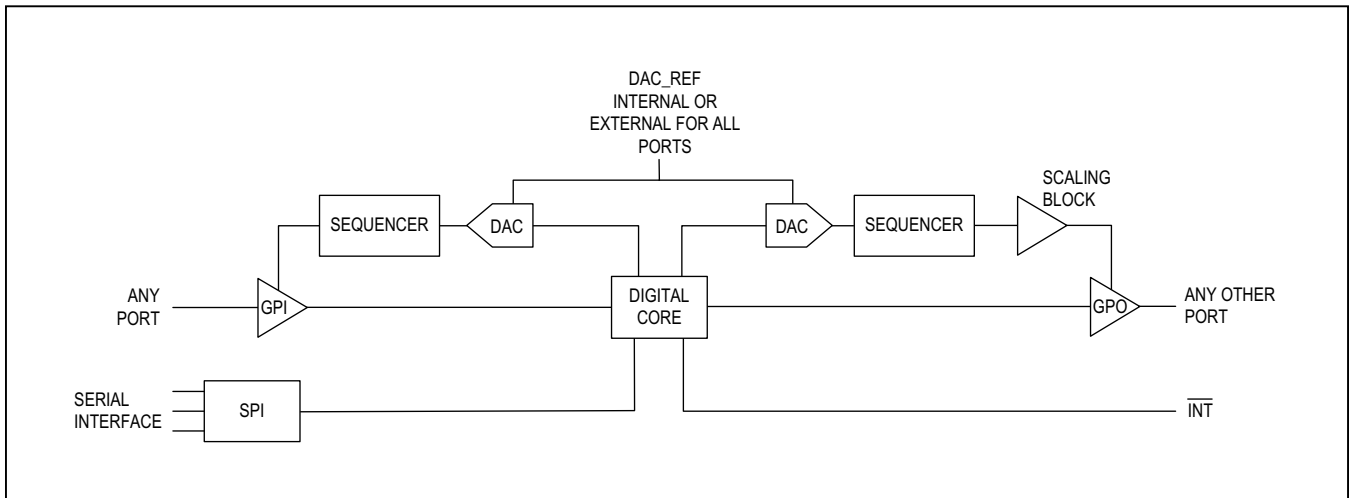 DAC_REF
INTERNAL OR
EXTERNAL FOR ALL
PORTS
SCALING
BLOCK
SEQUENCER
DAC
DAC
SEQUENCER
ANY
PORT
GPI
DIGITAL
CORE
GPO
ANY OTHER
PORT
SERIAL
INTERFACE
SPI
INT